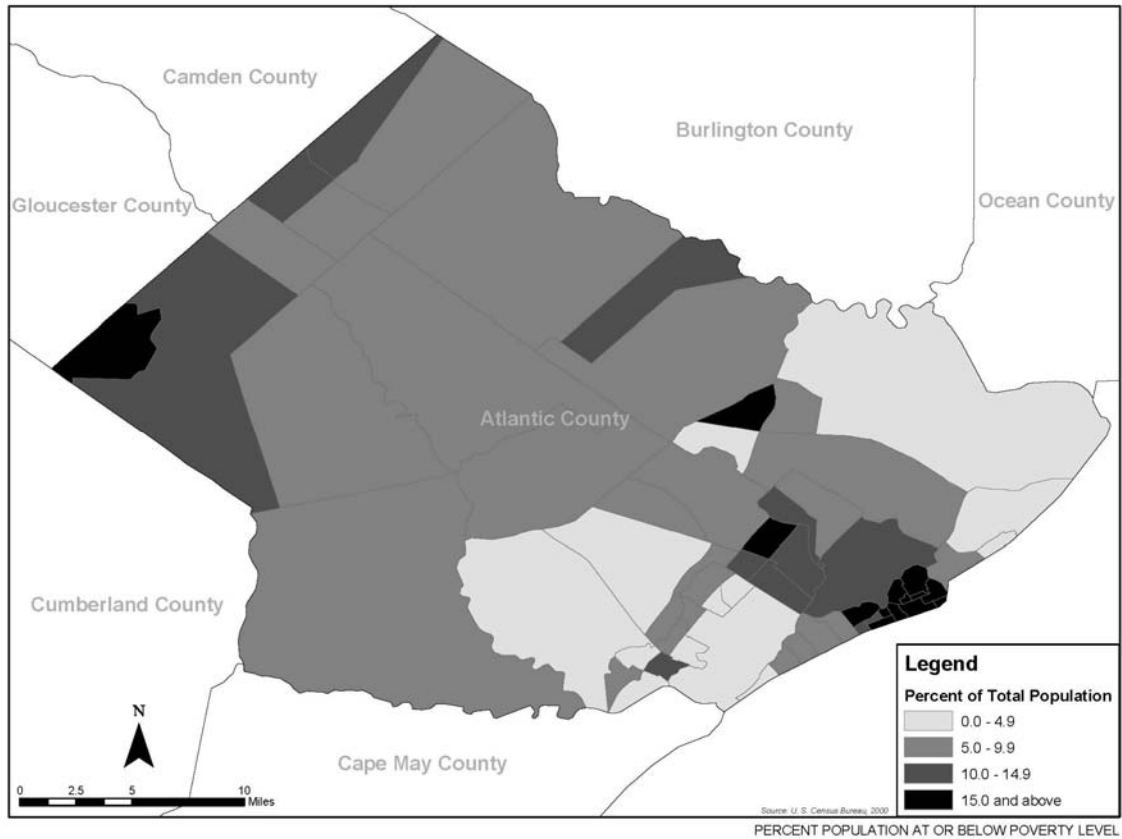 Camden County
Burlington County
Ocean County
Gloucester County
Atlantic County
Cumberland County
Cape May County
N
0 2.5 5 10
Miles
Legend
Percent of Total Population
0.0 - 4.9
5.0 - 9.9
10.0 - 14.9
15.0 and above
Source: U. S. Census Bureau, 2000
PERCENT POPULATION AT OR BELOW POVERTY LEVEL